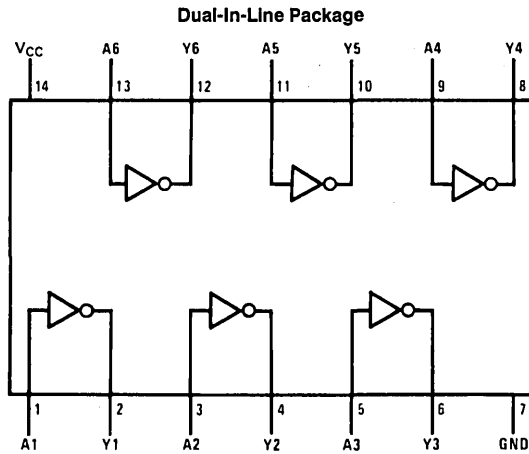 Dual-In-Line Package
VCC A6 Y6 A5 Y5 A4 Y4
14 13 12 11 10 9 8
1 2 3 4 5 6 7
A1 Y1 A2 Y2 A3 Y3 GND